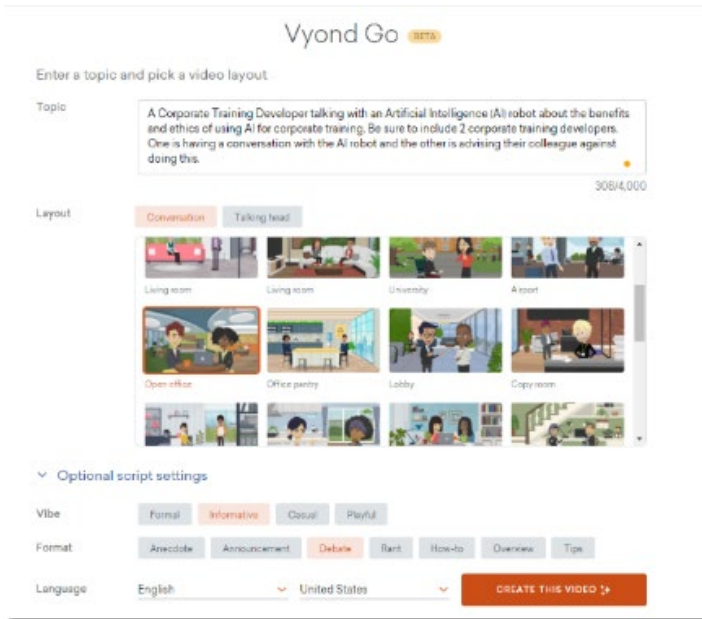 Vyond Go BETA
Enter a topic and pick a video layout
Topic
A Corporate Training Developer talking with an Artificial Intelligence (AI) robot about the benefits
and ethics of using AI for corporate training. Be sure to include 2 corporate training developers.
One is having a conversation with the AI robot and the other is advising their colleague against
doing this.
308/4,000
Layout
Conversation Talking head
Living room Living room University Airport
Open office Office pantry Lobby Copy room
Optional script settings
Vibe
Formal Informative Casual Playful
Format
Anecdote Announcement Debate Rant How-to Overview Tips
Language
English United States CREATE THIS VIDEO